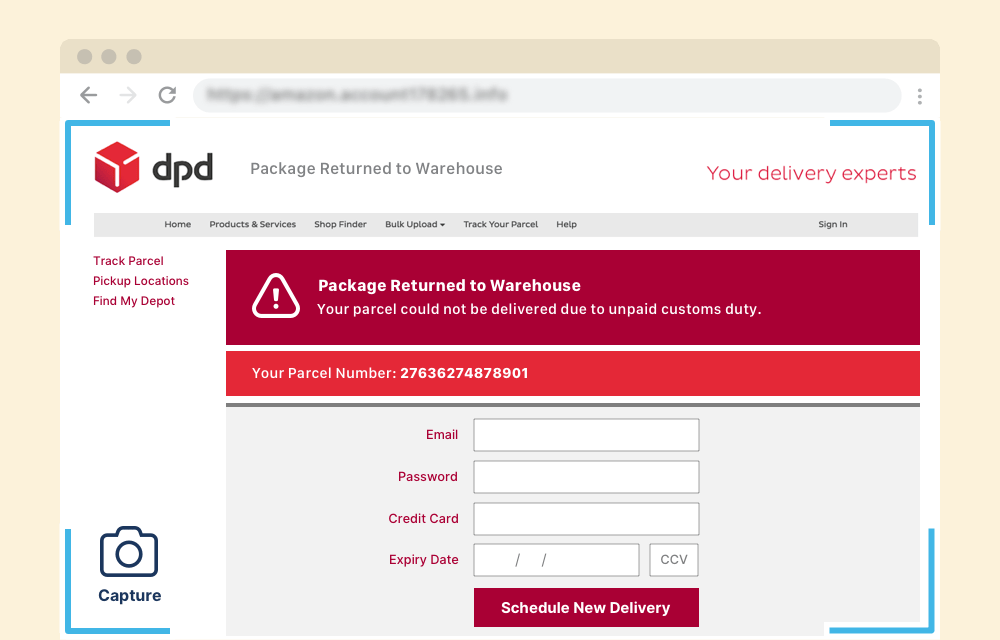 dpd
Package Returned to Warehouse
Your delivery experts
Home Products & Services Shop Finder Bulk Upload Track Your Parcel Help Sign In
Track Parcel
Pickup Locations
Find My Depot
Package Returned to Warehouse
Your parcel could not be delivered due to unpaid customs duty.
Your Parcel Number: 27636274878901
Email
Password
Credit Card
Expiry Date / / CCV
Schedule New Delivery
Capture